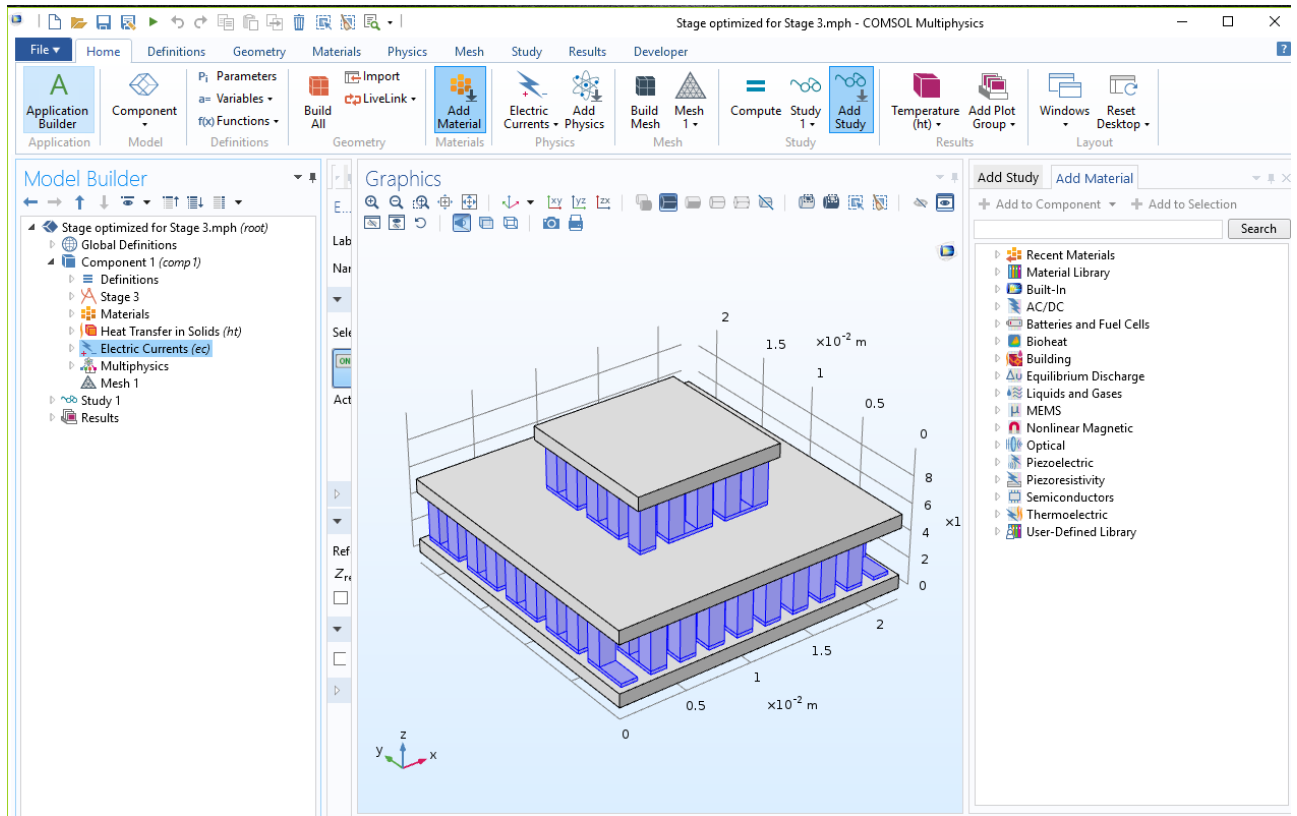 Stage optimized for Stage 3.mph - COMSOL Multiphysics
File Home Definitions Geometry Materials Physics Mesh Study Results Developer
Application Builder
Component
Pi Parameters
a= Variables
f(x) Functions
Build All
Import
LiveLink
Add Material
Electric Currents
Add Physics
Build Mesh
Mesh 1
Compute
Study 1
Add Study
Temperature (ht)
Add Plot Group
Windows
Reset Desktop
Application Model Definitions Geometry Materials Physics Mesh Study Results Layout
Model Builder
Stage optimized for Stage 3.mph (root)
Global Definitions
Component 1 (comp1)
Definitions
Stage 3
Materials
Heat Transfer in Solids (ht)
Electric Currents (ec)
Multiphysics
Mesh 1
Study 1
Results
E...
Lab
Nar
Sele
ON
Act
Ref
Zre
Graphics
xy yz zx
2
1.5
×10-2 m
1
0.5
0
8
6
×1
4
2
0
2
1.5
1
×10-2 m
0.5
0
z
y
x
Add Study Add Material
+ Add to Component + Add to Selection
Search
Recent Materials
Material Library
Built-In
AC/DC
Batteries and Fuel Cells
Bioheat
Building
Equilibrium Discharge
Liquids and Gases
MEMS
Nonlinear Magnetic
Optical
Piezoelectric
Piezoresistivity
Semiconductors
Thermoelectric
User-Defined Library